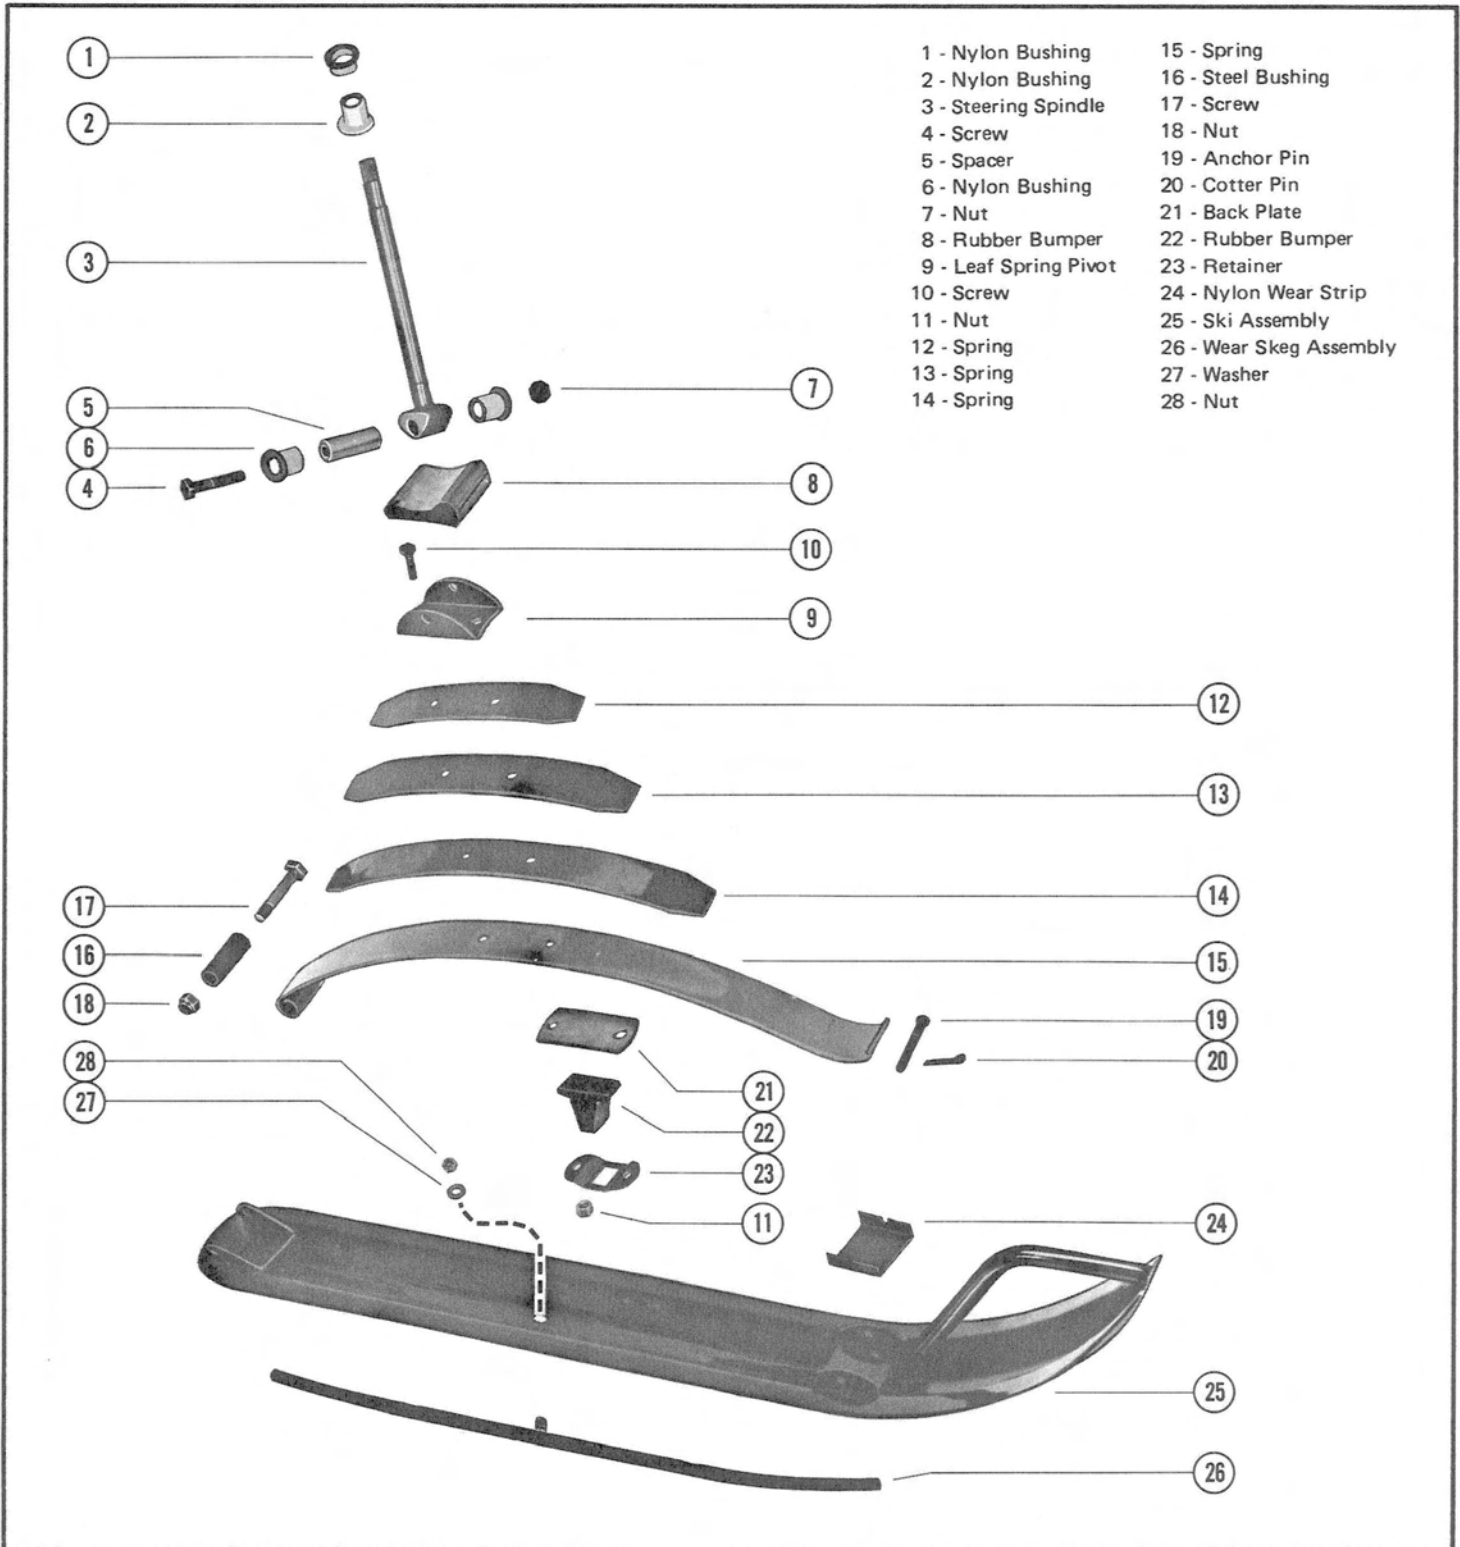 1 - Nylon Bushing
2 - Nylon Bushing
3 - Steering Spindle
4 - Screw
5 - Spacer
6 - Nylon Bushing
7 - Nut
8 - Rubber Bumper
9 - Leaf Spring Pivot
10 - Screw
11 - Nut
12 - Spring
13 - Spring
14 - Spring
15 - Spring
16 - Steel Bushing
17 - Screw
18 - Nut
19 - Anchor Pin
20 - Cotter Pin
21 - Back Plate
22 - Rubber Bumper
23 - Retainer
24 - Nylon Wear Strip
25 - Ski Assembly
26 - Wear Skeg Assembly
27 - Washer
28 - Nut
1
2
3
7
5
6
4
8
10
9
12
13
14
17
16
15
18
19
20
28
27
21
22
23
11
24
25
26